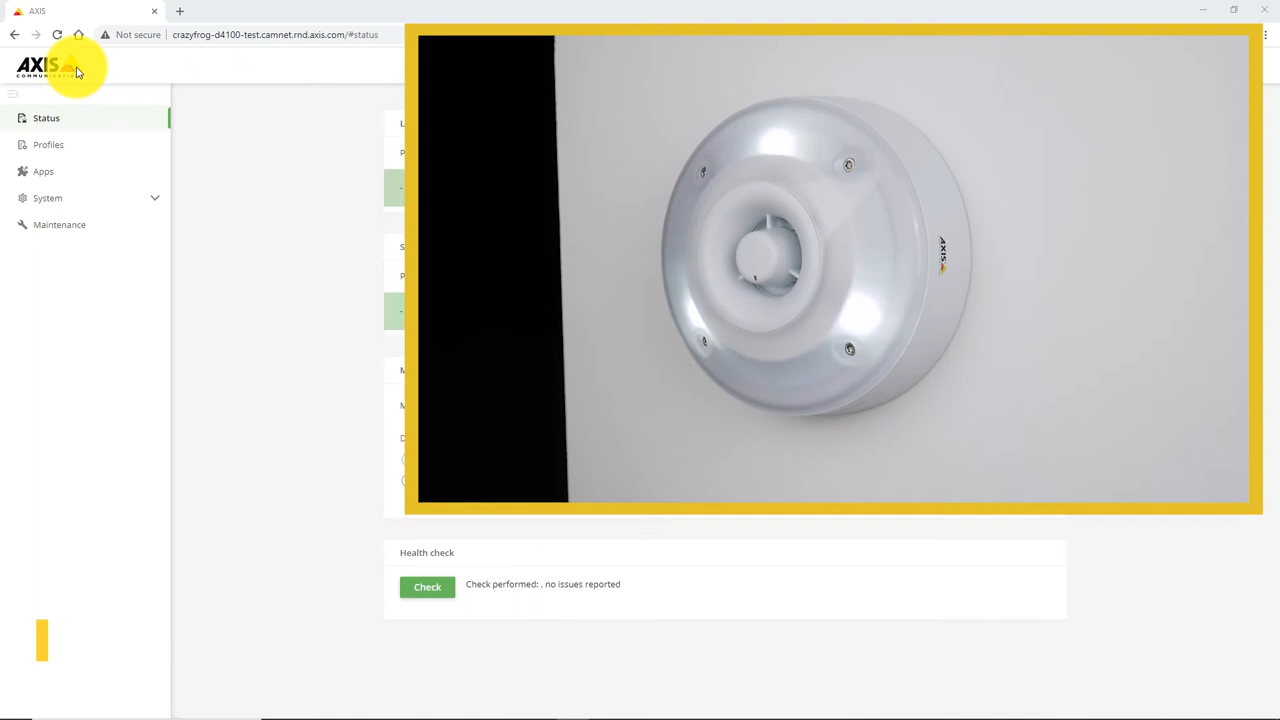 AXIS
Not secure
crazyfrog-d4100-test.camnet.rnd.axis.com/#status
AXIS
Status
Profiles
Apps
System
Maintenance
AXIS
Health check
Check
Check performed: , no issues reported